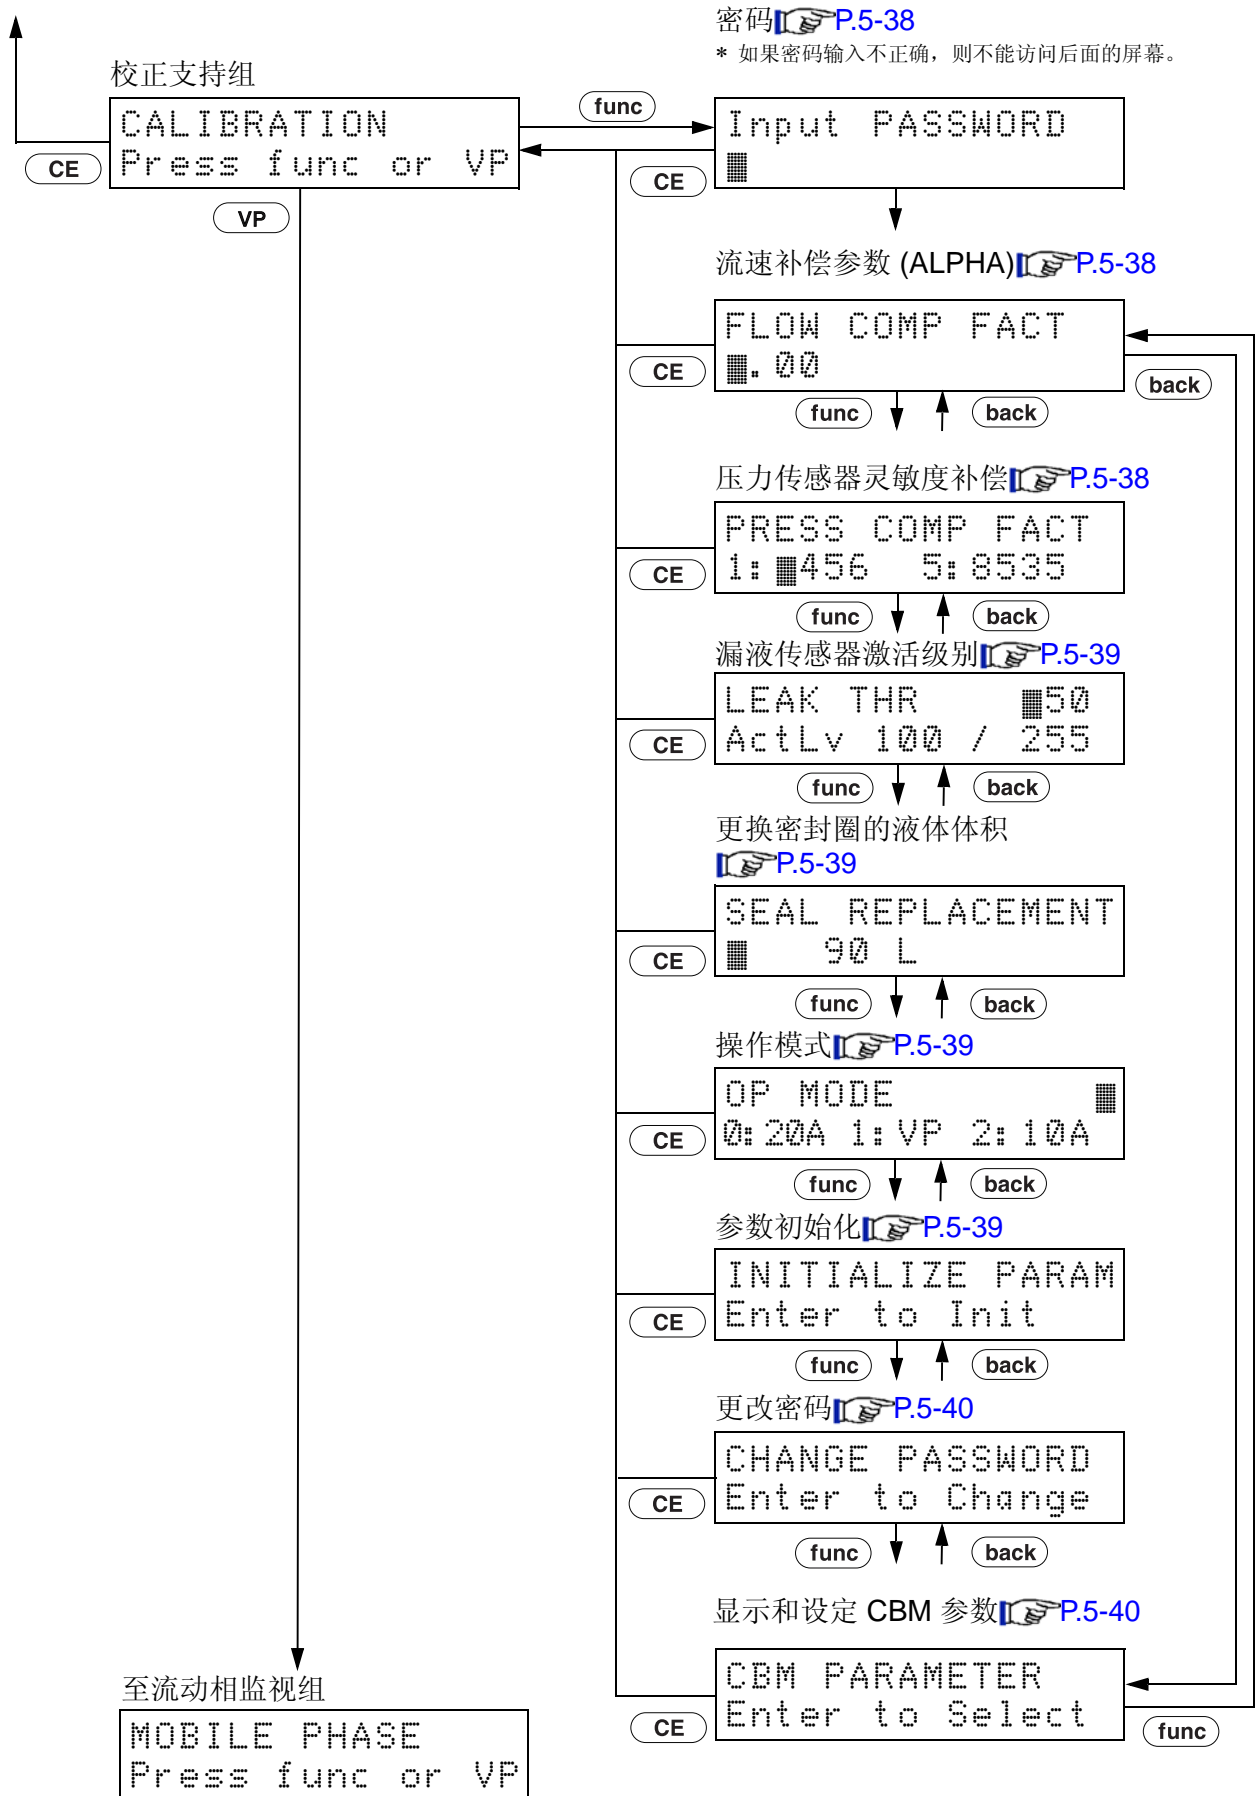 密码P.5-38
* 如果密码输入不正确，则不能访问后面的屏幕。
校正支持组
CALIBRATION
Press func or VP
func
Input PASSWORD
CE
CE
VP
流速补偿参数 (ALPHA)P.5-38
FLOW COMP FACT
.00
CE
back
func
back
压力传感器灵敏度补偿P.5-38
PRESS COMP FACT
1: 456 5:8535
CE
func
back
漏液传感器激活级别P.5-39
LEAK THR 50
ActLv 100 / 255
CE
func
back
更换密封圈的液体体积
P.5-39
SEAL REPLACEMENT
90 L
CE
func
back
操作模式P.5-39
OP MODE
0:20A 1:VP 2:10A
CE
func
back
参数初始化P.5-39
INITIALIZE PARAM
Enter to Init
CE
func
back
更改密码P.5-40
CHANGE PASSWORD
Enter to Change
CE
func
back
显示和设定 CBM 参数P.5-40
CBM PARAMETER
Enter to Select
CE
func
至流动相监视组
MOBILE PHASE
Press func or VP